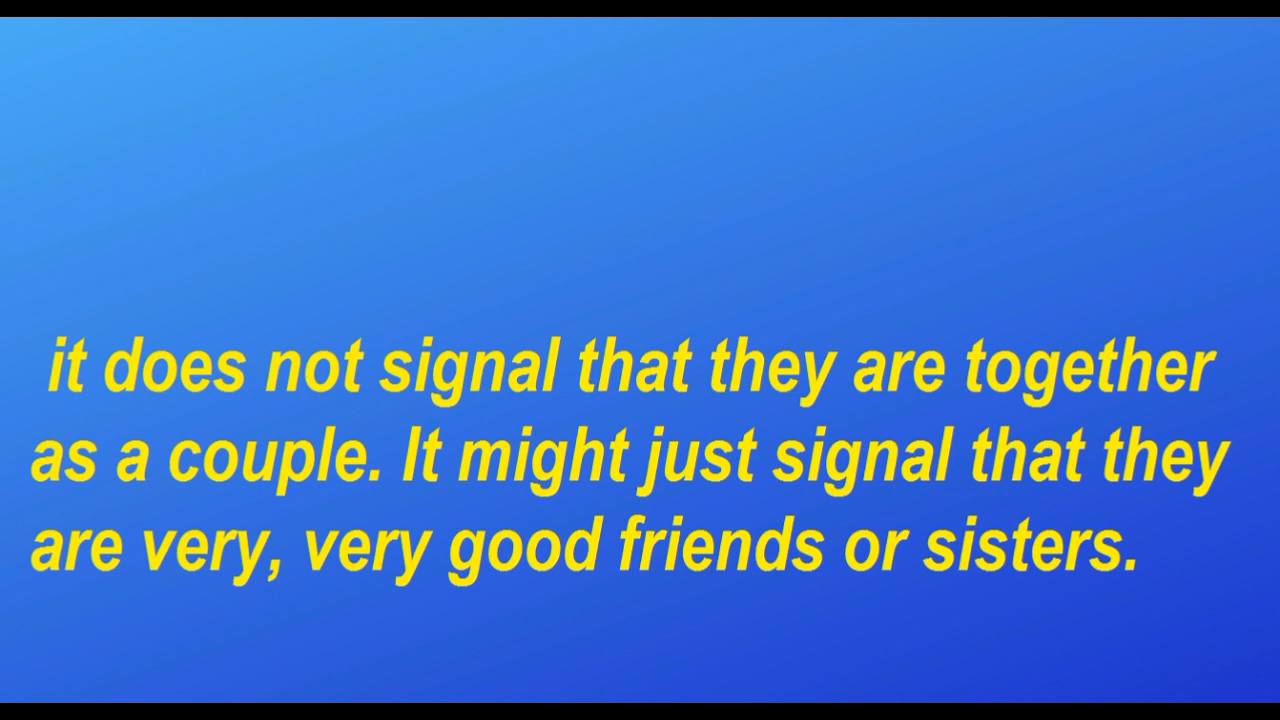 it does not signal that they are together
as a couple. It might just signal that they
are very, very good friends or sisters.